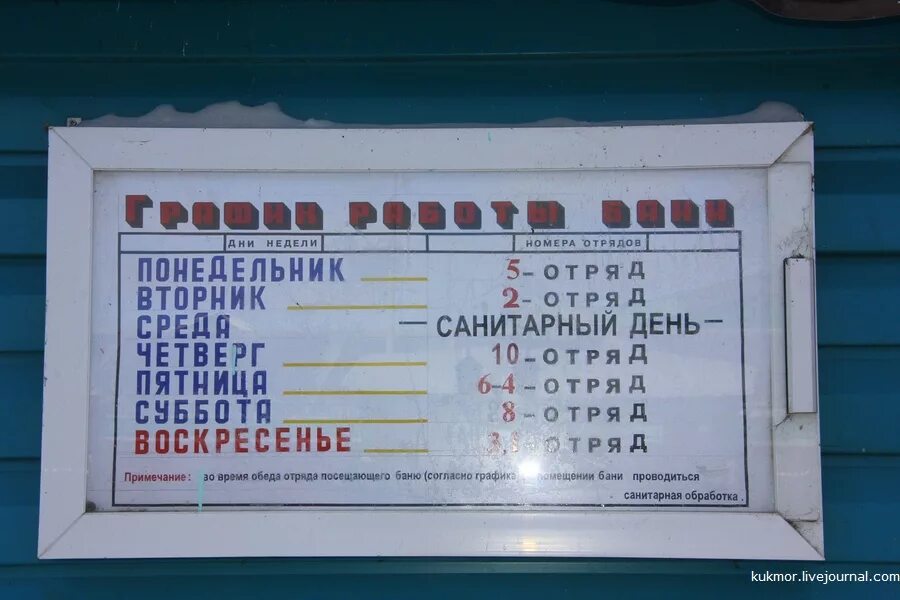 График работы бани
ДНИ НЕДЕЛИ НОМЕРА ОТРЯДОВ
ПОНЕДЕЛЬНИК 5- ОТРЯД
ВТОРНИК 2- ОТРЯД
СРЕДА — САНИТАРНЫЙ ДЕНЬ —
ЧЕТВЕРГ 10- ОТРЯД
ПЯТНИЦА 6-4 - ОТРЯД
СУББОТА 8 - ОТРЯД
ВОСКРЕСЕНЬЕ ОТРЯД
Примечание: во время обеда отряда посещающего баню (согласно графика) помещении бани проводиться
санитарная обработка.
kukmor.livejournal.com